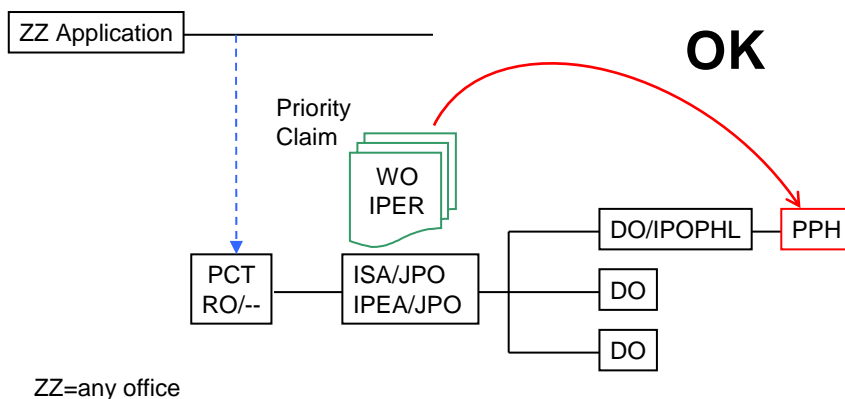 ZZ Application
OK
Priority
Claim
WO
IPER
DO/IPOPHL
PPH
PCT
RO/--
ISA/JPO
IPEA/JPO
DO
DO
ZZ=any office